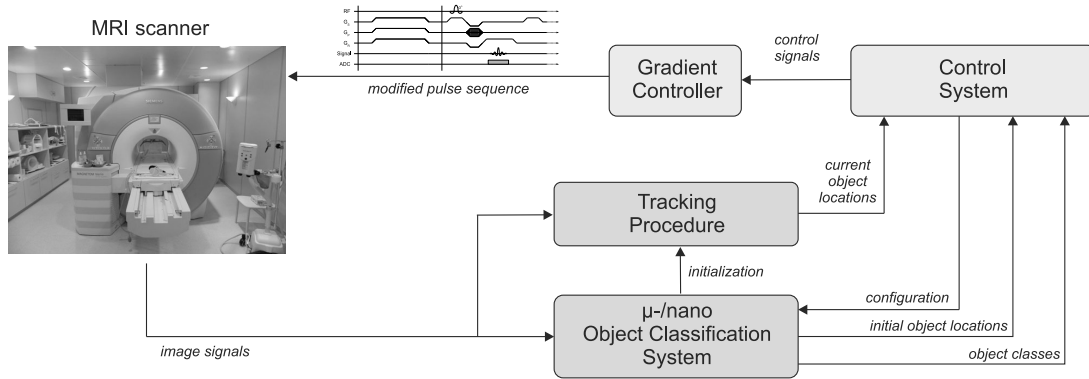 MRI scanner
RF
Signal
ADC
modified pulse sequence
Gradient
Controller
control
signals
Control
System
current
object
locations
Tracking
Procedure
initialization
configuration
µ-/nano
Object Classification
System
initial object locations
object classes
image signals